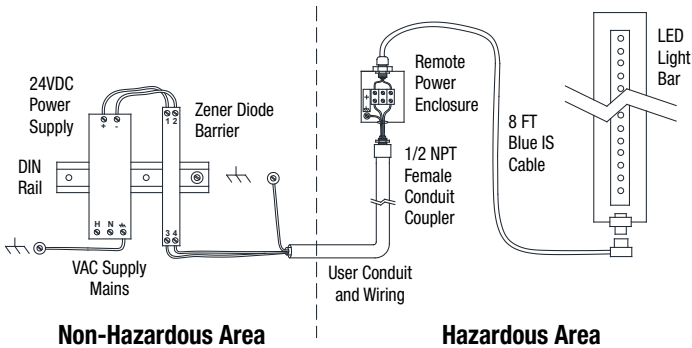 24VDC
Power
Supply
Zener Diode
Barrier
Remote
Power
Enclosure
LED
Light
Bar
+ -
1 2
DIN
Rail
8 FT
Blue IS
Cable
1/2 NPT
Female
Conduit
Coupler
H N
3 4
VAC Supply
Mains
User Conduit
and Wiring
Non-Hazardous Area
Hazardous Area